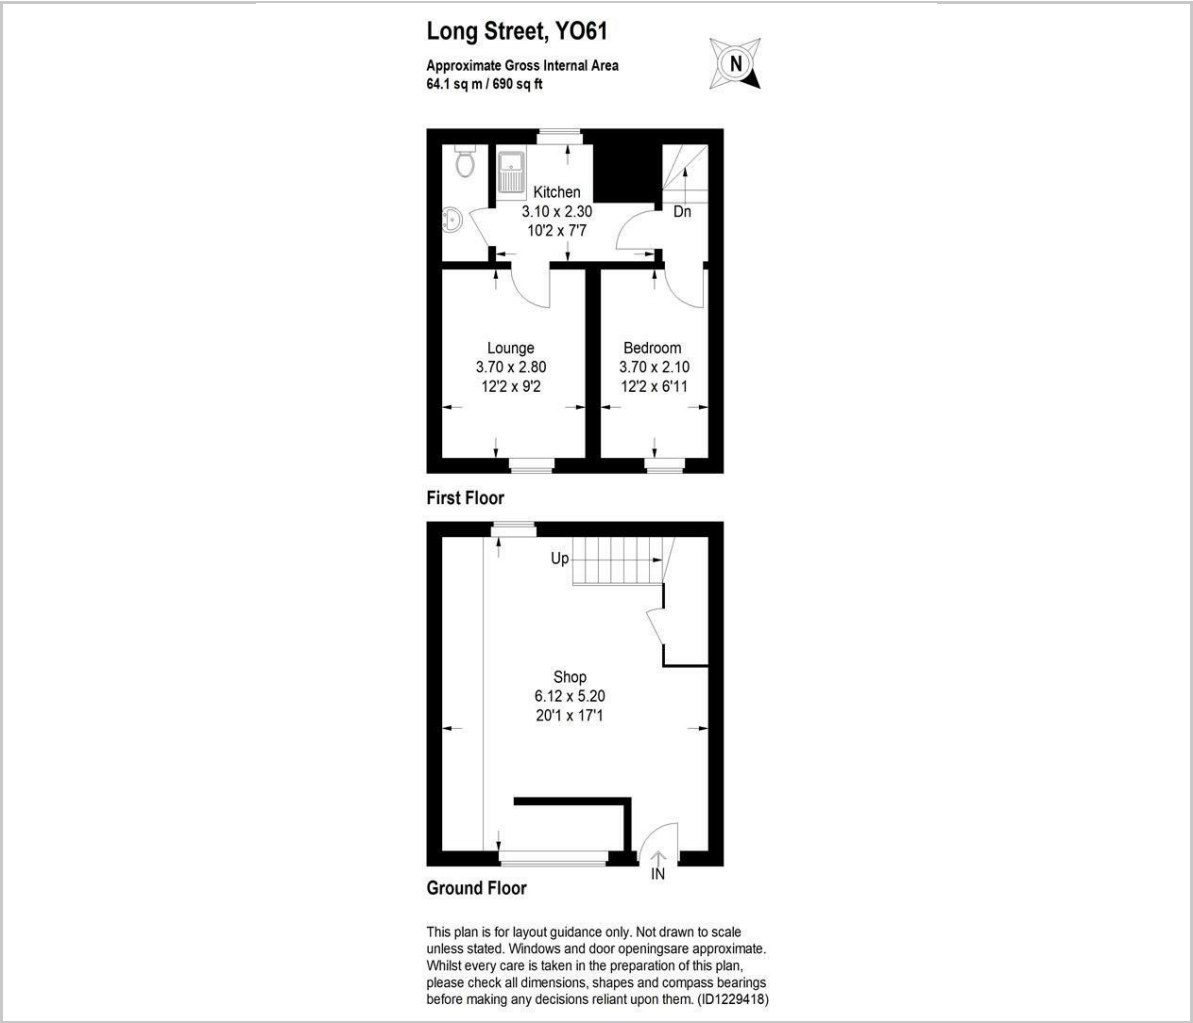 Long Street, YO61
Approximate Gross Internal Area
64.1 sq m / 690 sq ft
N
Kitchen
3.10 x 2.30
10'2 x 7'7
Dn
Lounge
3.70 x 2.80
12'2 x 9'2
Bedroom
3.70 x 2.10
12'2 x 6'11
First Floor
Up
Shop
6.12 x 5.20
20'1 x 17'1
IN
Ground Floor
This plan is for layout guidance only. Not drawn to scale
unless stated. Windows and door openingsare approximate.
Whilst every care is taken in the preparation of this plan,
please check all dimensions, shapes and compass bearings
before making any decisions reliant upon them. (ID1229418)